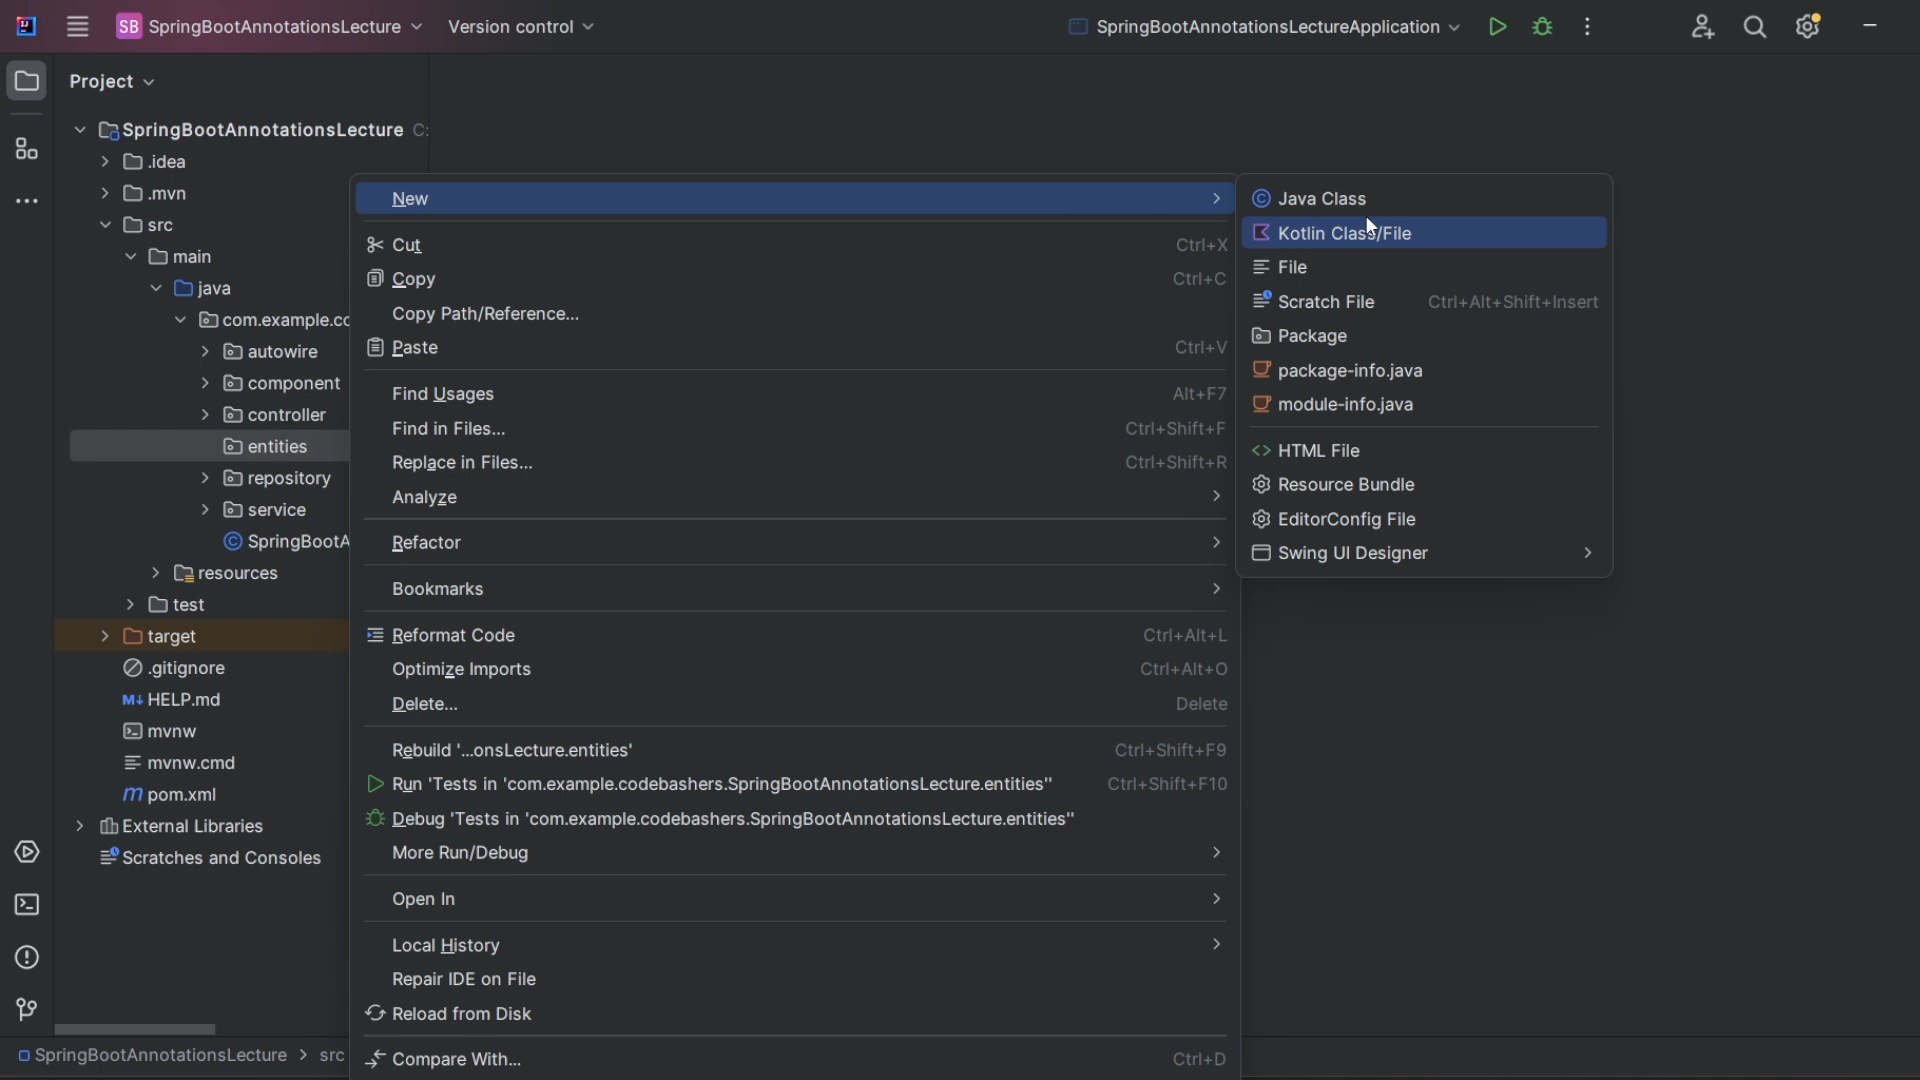 SB SpringBootAnnotationsLecture
Version control
SpringBootAnnotationsLectureApplication
Project
SpringBootAnnotationsLecture C:
.idea
.mvn
src
main
java
com.example.co
autowire
component
controller
entities
repository
service
SpringBootA
resources
test
target
.gitignore
HELP.md
mvnw
mvnw.cmd
pom.xml
External Libraries
Scratches and Consoles
SpringBootAnnotationsLecture > src
New
Cut Ctrl+X
Copy Ctrl+C
Copy Path/Reference...
Paste Ctrl+V
Find Usages Alt+F7
Find in Files... Ctrl+Shift+F
Replace in Files... Ctrl+Shift+R
Analyze
Refactor
Bookmarks
Reformat Code Ctrl+Alt+L
Optimize Imports Ctrl+Alt+O
Delete... Delete
Rebuild '...onsLecture.entities' Ctrl+Shift+F9
Run 'Tests in 'com.example.codebashers.SpringBootAnnotationsLecture.entities'' Ctrl+Shift+F10
Debug 'Tests in 'com.example.codebashers.SpringBootAnnotationsLecture.entities''
More Run/Debug
Open In
Local History
Repair IDE on File
Reload from Disk
Compare With... Ctrl+D
Java Class
Kotlin Class/File
File
Scratch File Ctrl+Alt+Shift+Insert
Package
package-info.java
module-info.java
HTML File
Resource Bundle
EditorConfig File
Swing UI Designer